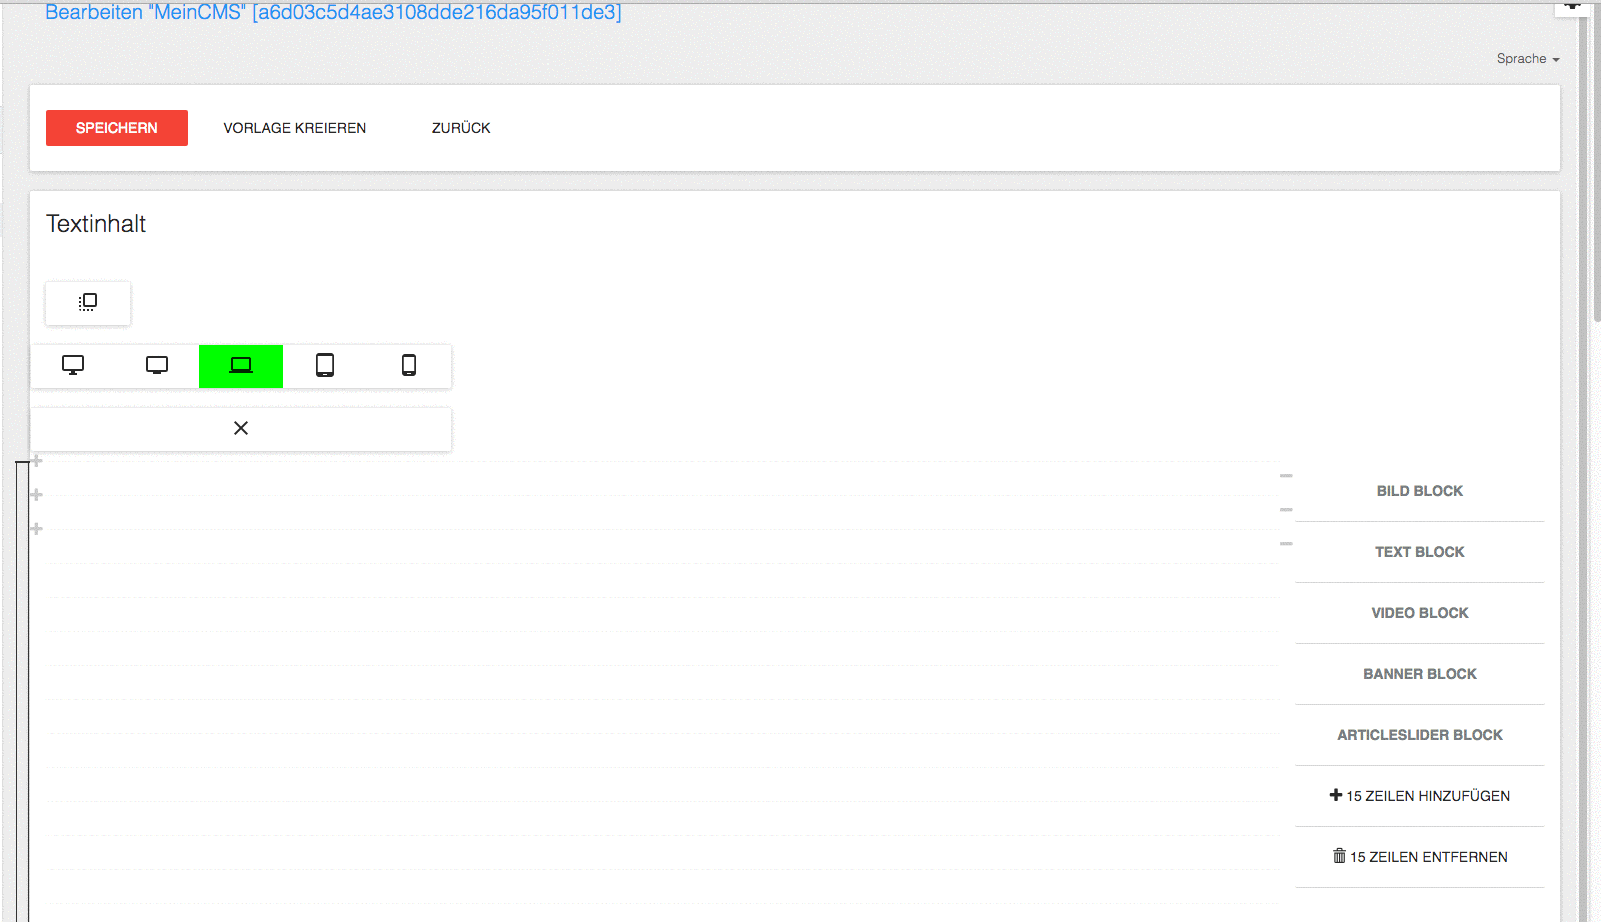 Bearbeiten "MeinCMS" [a6d03c5d4ae3108dde216da95f011de3]
Sprache
SPEICHERN VORLAGE KREIEREN ZURÜCK
Textinhalt
BILD BLOCK
TEXT BLOCK
VIDEO BLOCK
BANNER BLOCK
ARTICLESLIDER BLOCK
15 ZEILEN HINZUFÜGEN
15 ZEILEN ENTFERNEN